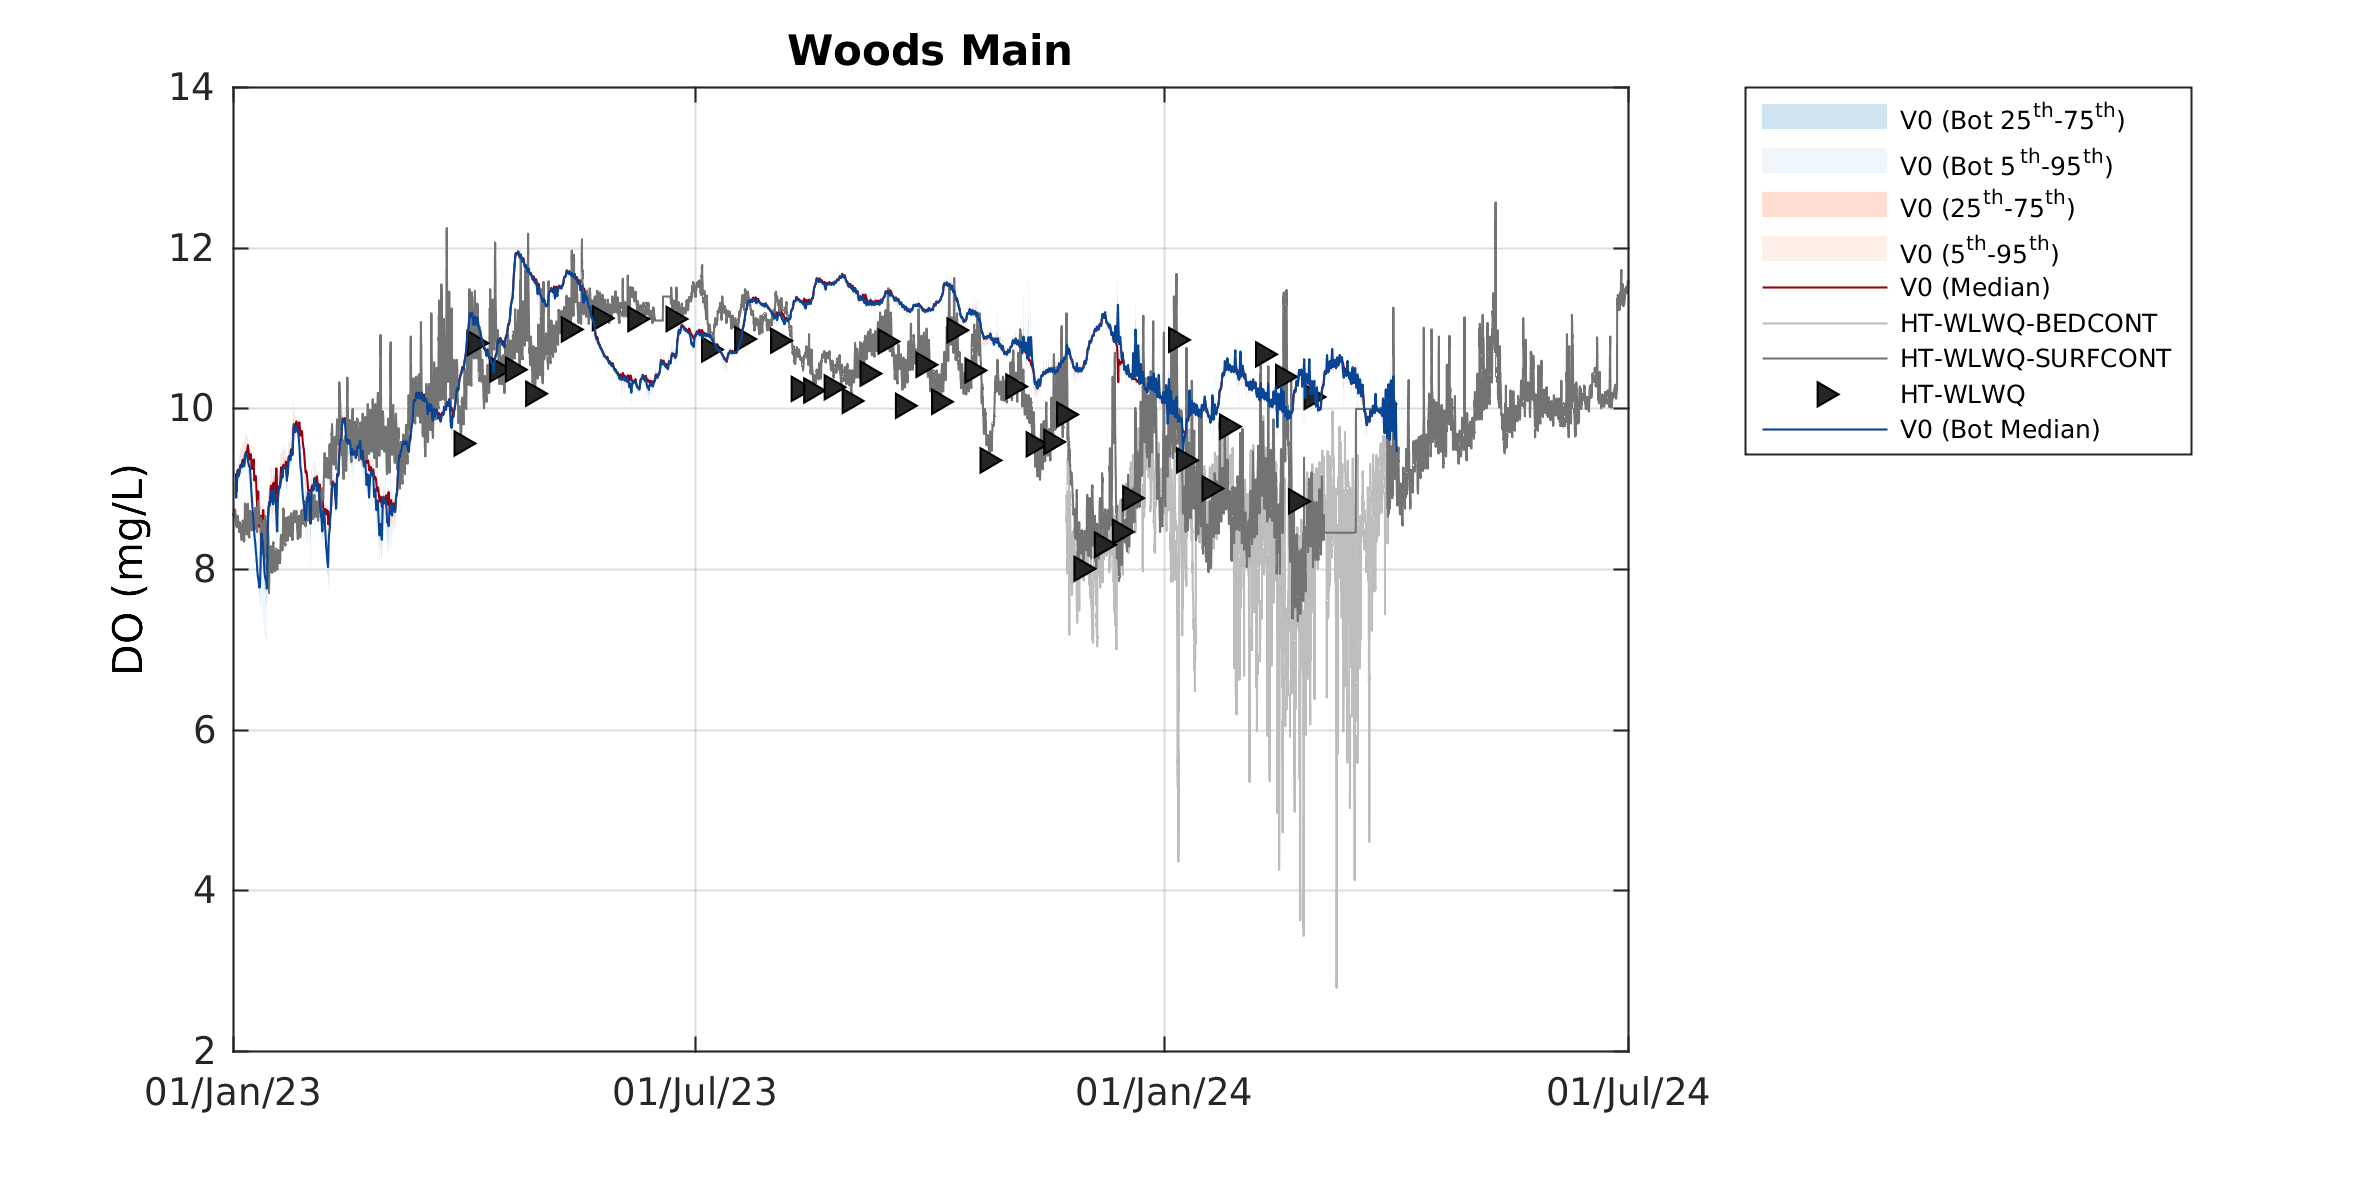 Woods Main
14
12
10
8
6
4
2
DO (mg/L)
01/Jan/23
01/Jul/23
01/Jan/24
01/Jul/24
V0 (Bot 25th-75th)
V0 (Bot 5th-95th)
V0 (25th-75th)
V0 (5th-95th)
V0 (Median)
HT-WLWQ-BEDCONT
HT-WLWQ-SURFCONT
HT-WLWQ
V0 (Bot Median)